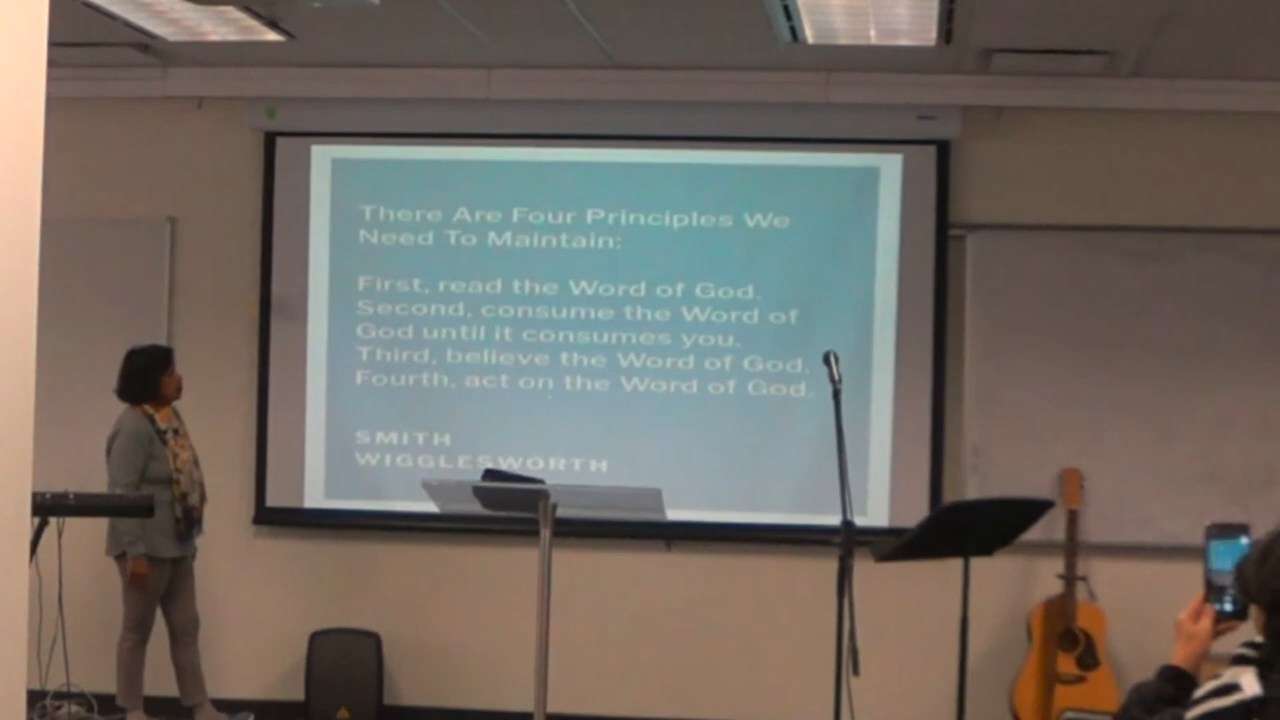 There Are Four Principles We
Need To Maintain:
First, read the Word of God.
Second, consume the Word of
God until it consumes you.
Third, believe the Word of God.
Fourth, act on the Word of God.
SMITH
WIGGLESWORTH